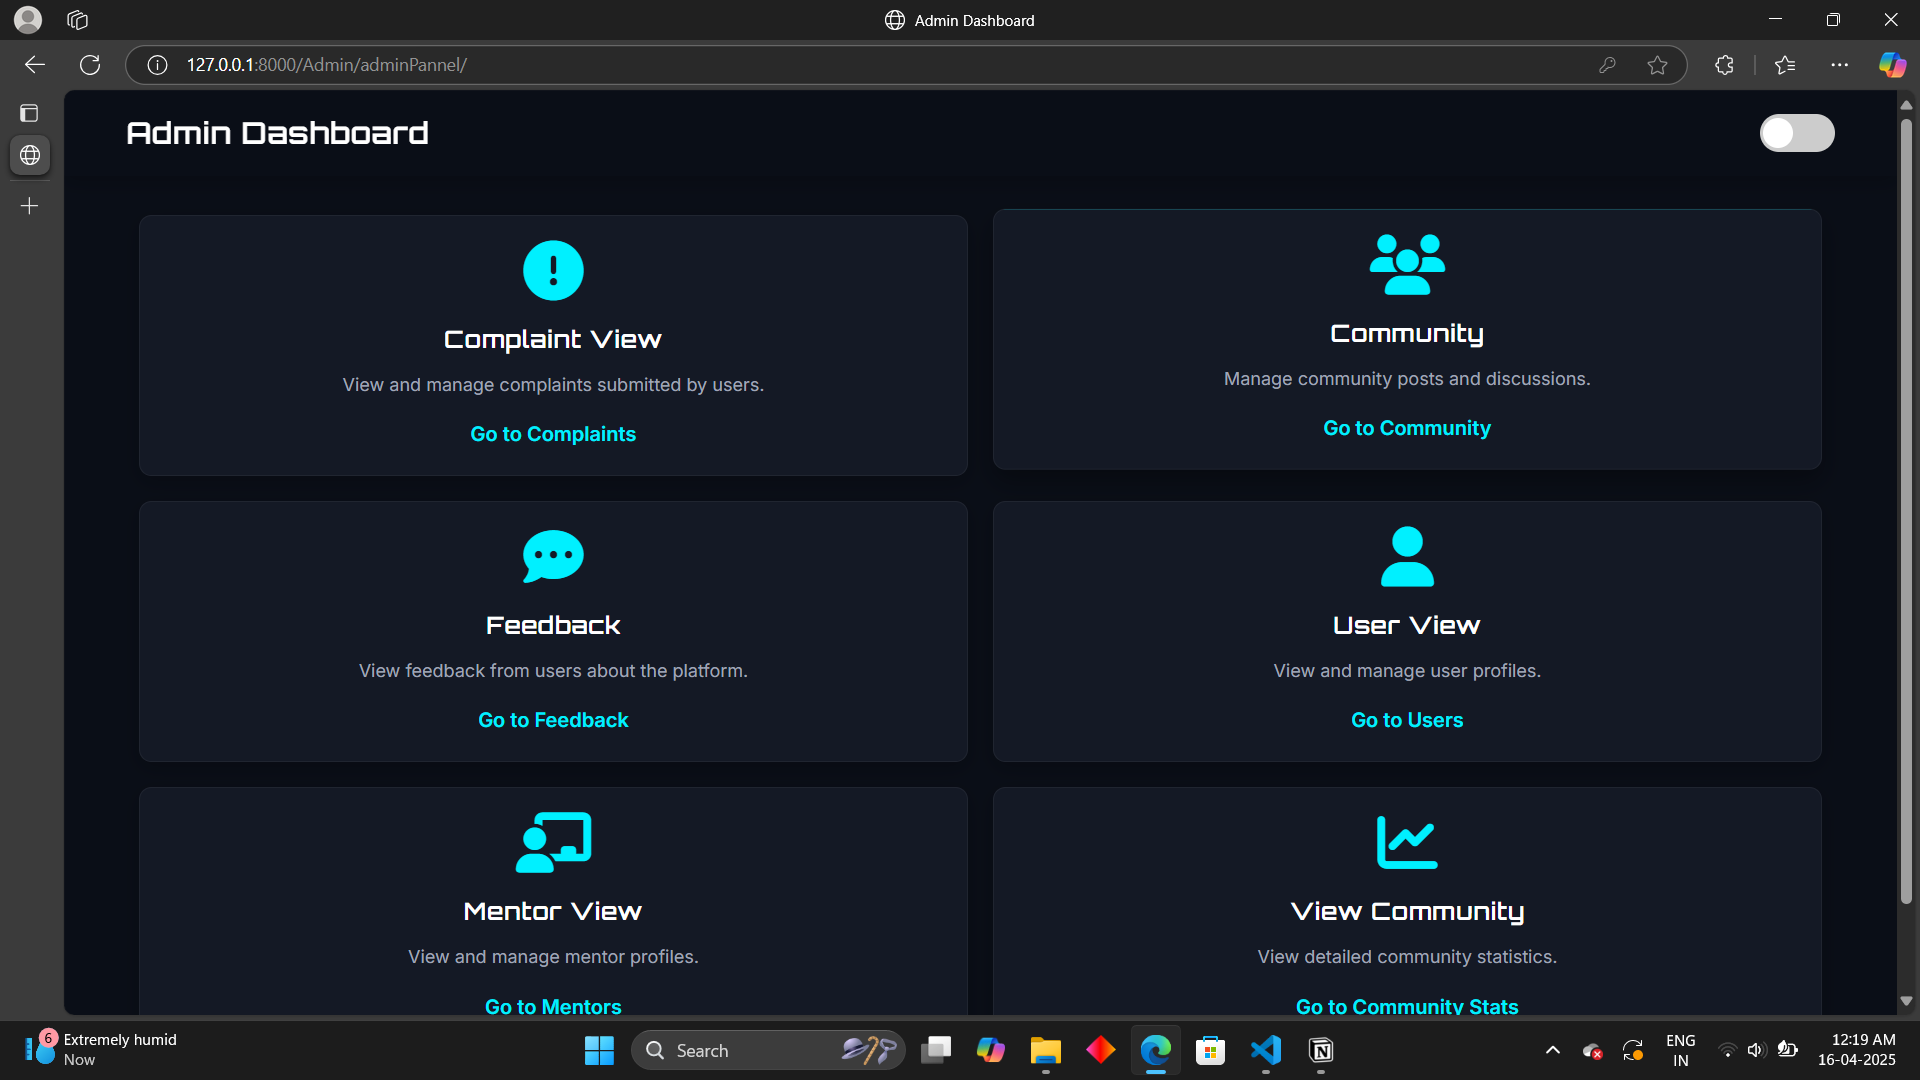 Admin Dashboard
127.0.0.1:8000/Admin/adminPannel/
Admin Dashboard
Complaint View
View and manage complaints submitted by users.
Go to Complaints
Community
Manage community posts and discussions.
Go to Community
Feedback
View feedback from users about the platform.
Go to Feedback
User View
View and manage user profiles.
Go to Users
Mentor View
View and manage mentor profiles.
Go to Mentors
View Community
View detailed community statistics.
Go to Community Stats
6
Extremely humid
Now
Search
ENG
IN
12:19 AM
16-04-2025